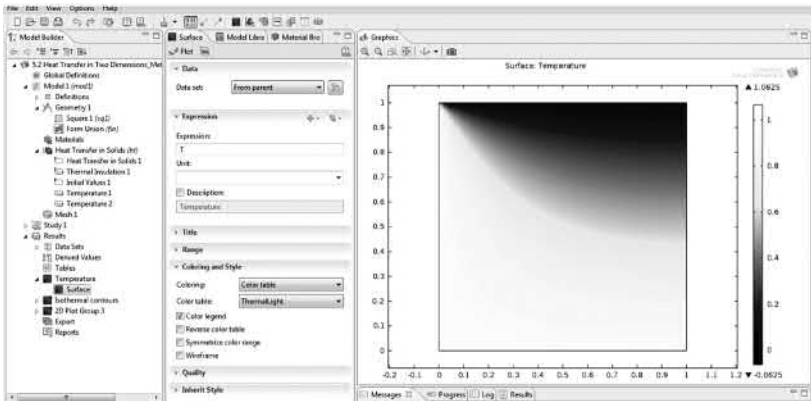 File Edit View Options Help
Model Builder
5.2 Heat Transfer in Two Dimensions_Met
Global Definitions
Model 1 (mod1)
Definitions
Geometry 1
Square 1 (sq1)
Form Union (fin)
Materials
Heat Transfer in Solids (ht)
Heat Transfer in Solids 1
Thermal Insulation 1
Initial Values 1
Temperature 1
Temperature 2
Mesh 1
Study 1
Results
Data Sets
Derived Values
Tables
Temperature
Surface
Isothermal contours
2D Plot Group 3
Export
Reports
Surface
Model Libra
Material Bro
Plot
Data
Data set:
From parent
Expression
Expression:
T
Unit:
Description:
Temperature
Title
Range
Coloring and Style
Coloring:
Color table
Color table:
ThermalLight
Color legend
Reverse color table
Symmetrize color range
Wireframe
Quality
Inherit Style
Graphics
Surface: Temperature
▲ 1.0625
1
0.9
0.8
0.7
0.6
0.5
0.4
0.3
0.2
0.1
0
-0.2 -0.1 0 0.1 0.2 0.3 0.4 0.5 0.6 0.7 0.8 0.9 1 1.1 1.2
1
0.8
0.6
0.4
0.2
0
▼ -0.0625
Messages
Progress
Log
Results